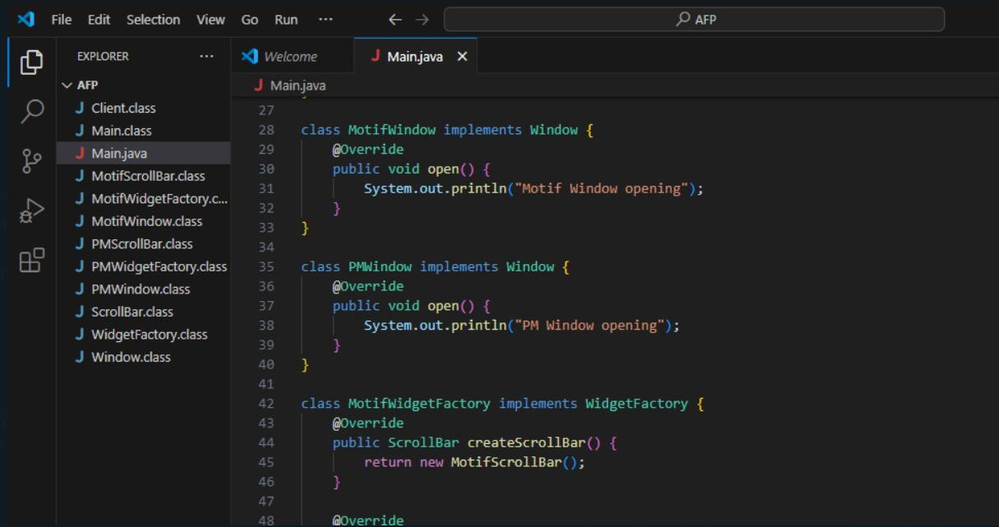 File Edit Selection View Go Run ···
AFP
EXPLORER ···
AFP
Client.class
Main.class
Main.java
MotifScrollBar.class
MotifWidgetFactory.c...
MotifWindow.class
PMScrollBar.class
PMWidgetFactory.class
PMWindow.class
ScrollBar.class
WidgetFactory.class
Window.class
Welcome
J Main.java
J Main.java
27
28 class MotifWindow implements Window {
29 @Override
30 public void open() {
31 System.out.println("Motif Window opening");
32 }
33 }
34
35 class PMWindow implements Window {
36 @Override
37 public void open() {
38 System.out.println("PM Window opening");
39 }
40 }
41
42 class MotifWidgetFactory implements WidgetFactory {
43 @Override
44 public ScrollBar createScrollBar() {
45 return new MotifScrollBar();
46 }
47
48 @Override